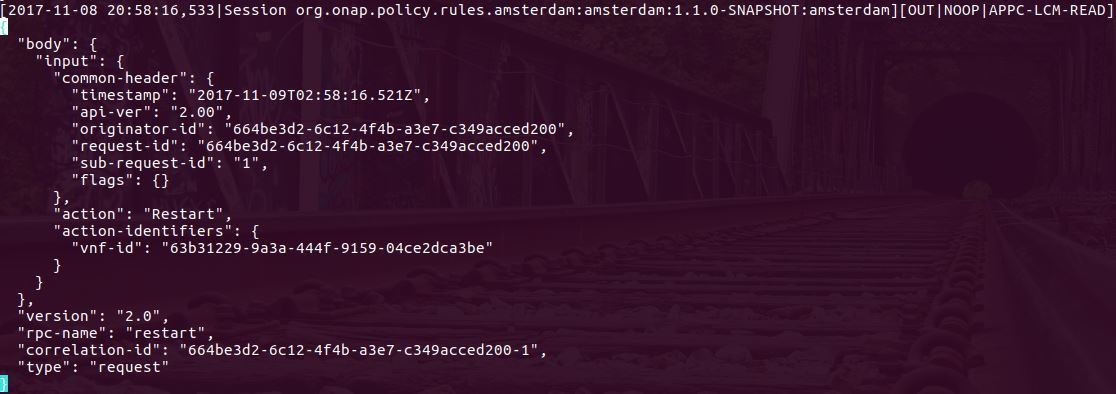 [2017-11-08 20:58:16,533|Session org.onap.policy.rules.amsterdam:amsterdam:1.1.0-SNAPSHOT:amsterdam][OUT|NOOP|APPC-LCM-READ]
{
  "body": {
    "input": {
      "common-header": {
        "timestamp": "2017-11-09T02:58:16.521Z",
        "api-ver": "2.00",
        "originator-id": "664be3d2-6c12-4f4b-a3e7-c349acced200",
        "request-id": "664be3d2-6c12-4f4b-a3e7-c349acced200",
        "sub-request-id": "1",
        "flags": {}
      },
      "action": "Restart",
      "action-identifiers": {
        "vnf-id": "63b31229-9a3a-444f-9159-04ce2dca3be"
      }
    }
  },
  "version": "2.0",
  "rpc-name": "restart",
  "correlation-id": "664be3d2-6c12-4f4b-a3e7-c349acced200-1",
  "type": "request"
}